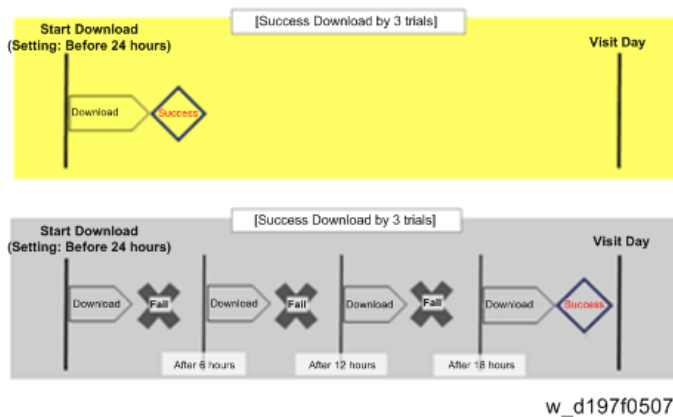 [Success Download by 3 trials]
Start Download
(Setting: Before 24 hours)
Visit Day
Download
Success
[Success Download by 3 trials]
Start Download
(Setting: Before 24 hours)
Visit Day
Download
Fail
Download
Fail
Download
Fail
Download
Success
After 6 hours
After 12 hours
After 18 hours
w_d197f0507